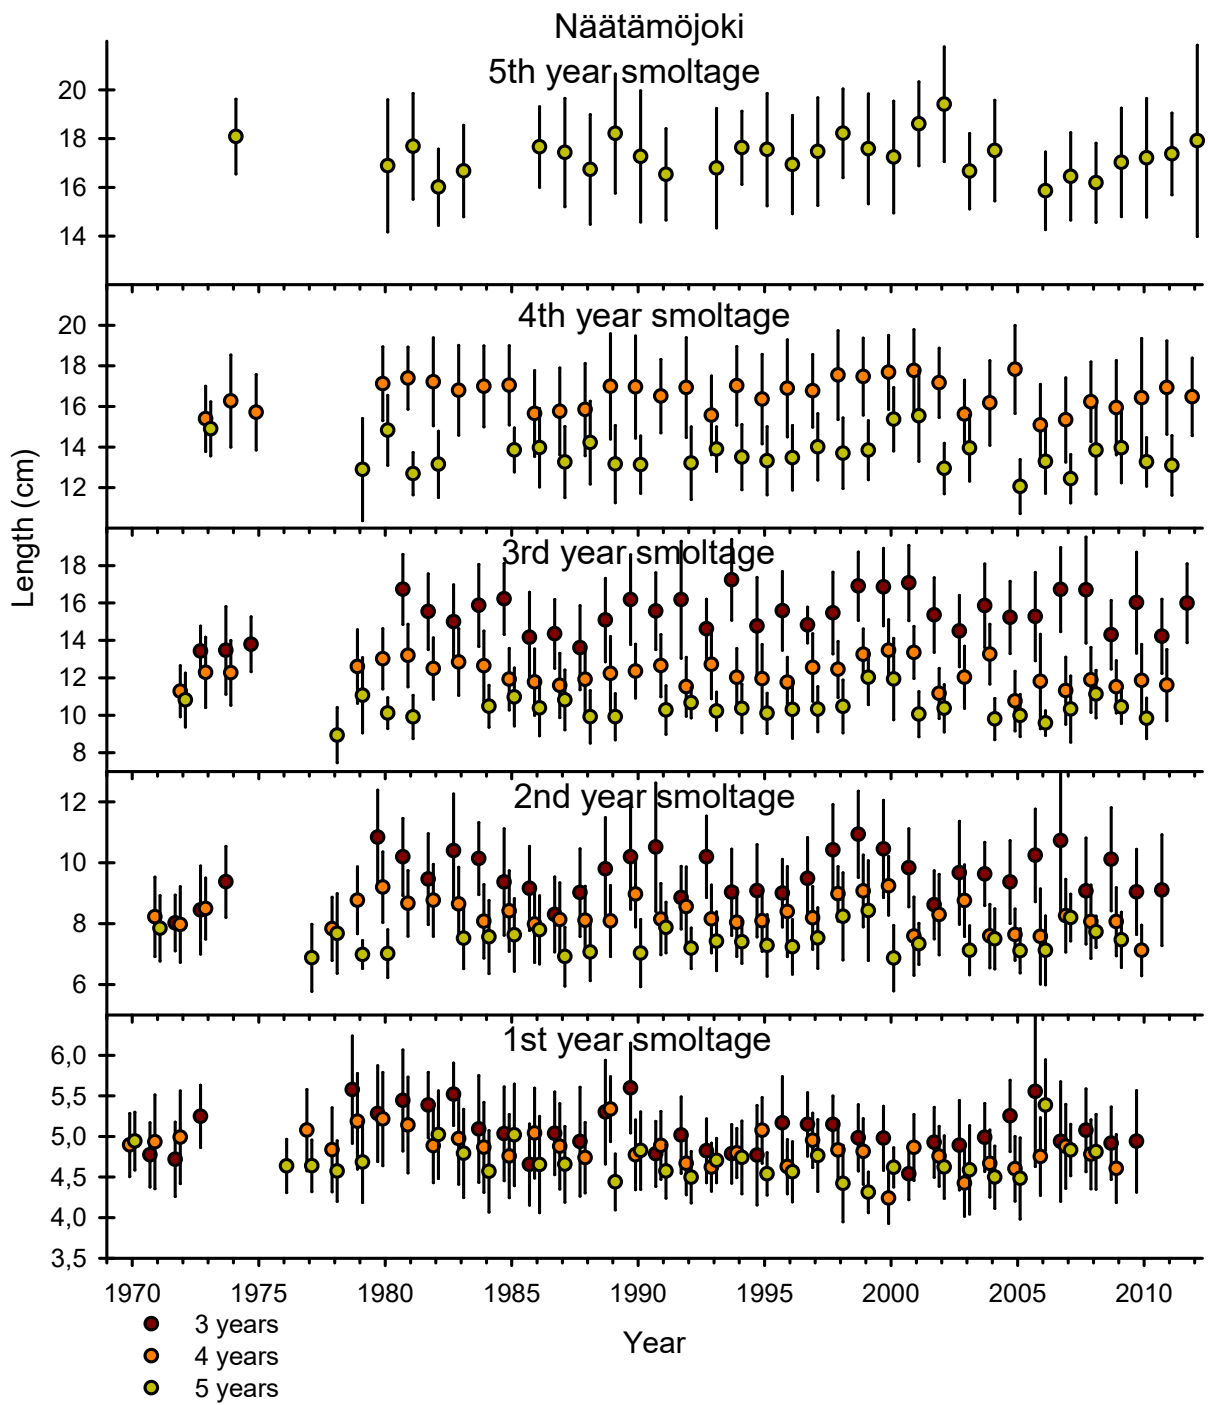 Näätämöjoki
5th year smoltage
20
18
16
14
4th year smoltage
20
18
16
14
12
Length (cm)
3rd year smoltage
18
16
14
12
10
8
2nd year smoltage
12
10
8
6
1st year smoltage
6,0
5,5
5,0
4,5
4,0
3,5
1970 1975 1980 1985 1990 1995 2000 2005 2010
Year
3 years
4 years
5 years